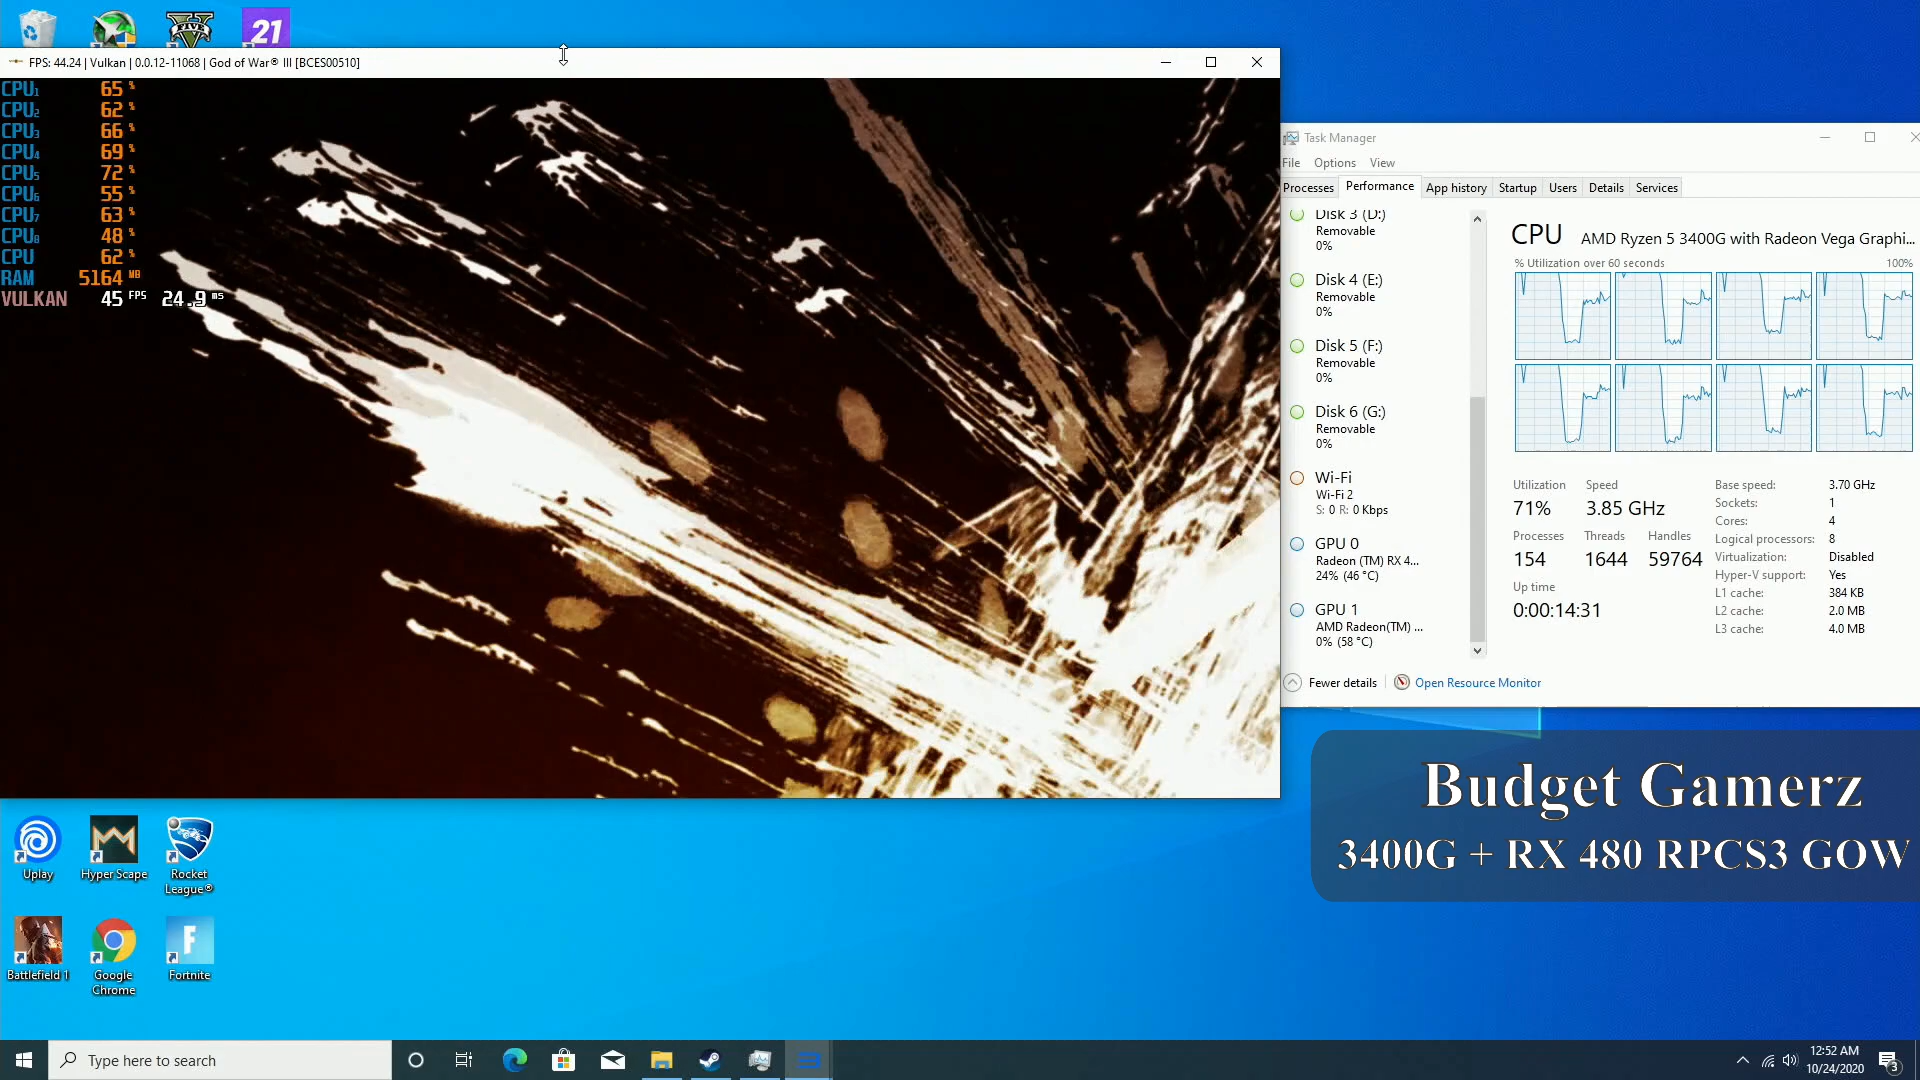 21
FPS: 44.24 | Vulkan | 0.0.12-11068 | God of War® III [BCES00510]
CPU1 65 %
CPU2 62 %
CPU3 66 %
CPU4 69 %
CPU5 72 %
CPU6 55 %
CPU7 63 %
CPU8 48 %
CPU 62 %
RAM 5164 MB
VULKAN 45 FPS 24.9 ms
Task Manager
File Options View
Processes Performance App history Startup Users Details Services
Disk 3 (D:)
Removable
0%
Disk 4 (E:)
Removable
0%
Disk 5 (F:)
Removable
0%
Disk 6 (G:)
Removable
0%
Wi-Fi
Wi-Fi 2
S: 0 R: 0 Kbps
GPU 0
Radeon (TM) RX 4...
24% (46 °C)
GPU 1
AMD Radeon(TM) ...
0% (58 °C)
CPU AMD Ryzen 5 3400G with Radeon Vega Graphi...
% Utilization over 60 seconds 100%
Utilization Speed
71% 3.85 GHz
Processes Threads Handles
154 1644 59764
Up time
0:00:14:31
Base speed: 3.70 GHz
Sockets: 1
Cores: 4
Logical processors: 8
Virtualization: Disabled
Hyper-V support: Yes
L1 cache: 384 KB
L2 cache: 2.0 MB
L3 cache: 4.0 MB
Fewer details Open Resource Monitor
Budget Gamerz
3400G + RX 480 RPCS3 GOW
Uplay
Hyper Scape
Rocket
League®
Battlefield 1
Google
Chrome
Fortnite
Type here to search
12:52 AM
10/24/2020
3